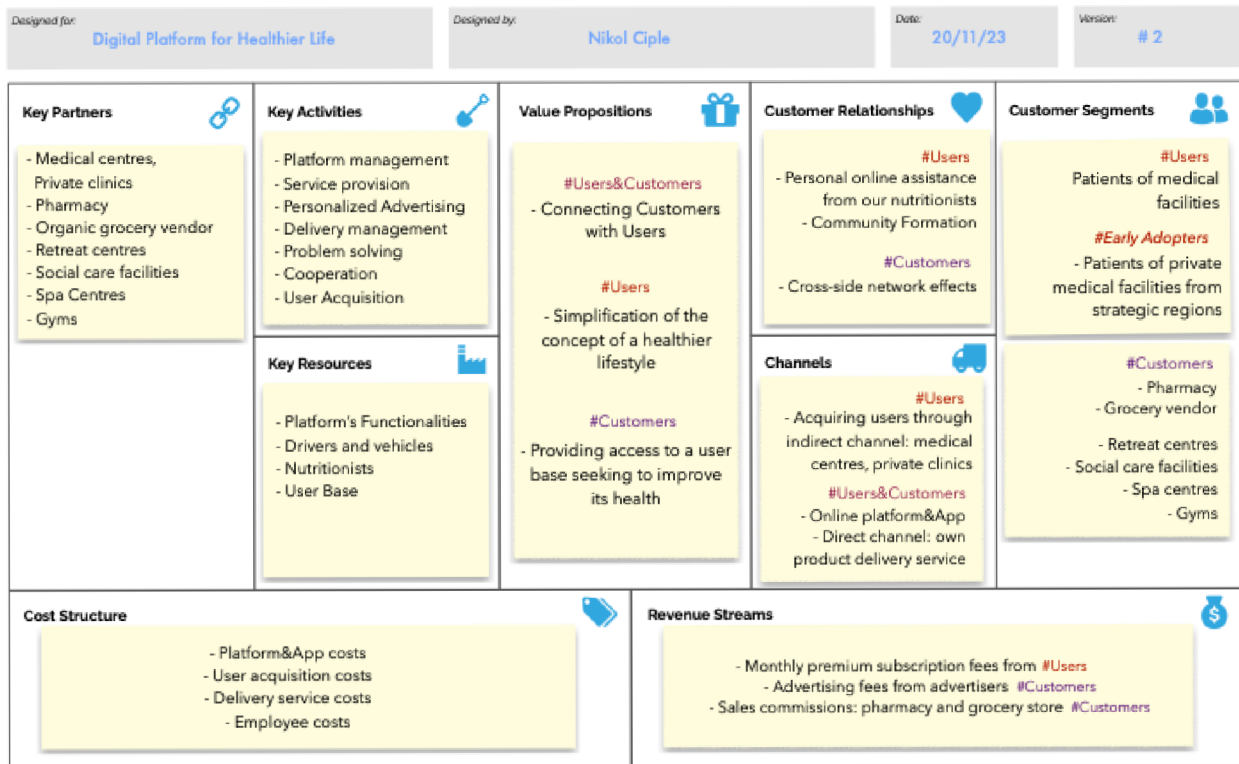 Designed for:
Digital Platform for Healthier Life
Designed by:
Nikol Ciple
Date:
20/11/23
Version:
# 2
Key Partners
- Medical centres,
Private clinics
- Pharmacy
- Organic grocery vendor
- Retreat centres
- Social care facilities
- Spa Centres
- Gyms
Key Activities
- Platform management
- Service provision
- Personalized Advertising
- Delivery management
- Problem solving
- Cooperation
- User Acquisition
Key Resources
- Platform's Functionalities
- Drivers and vehicles
- Nutritionists
- User Base
Value Propositions
#Users&Customers
- Connecting Customers
with Users
#Users
- Simplification of the
concept of a healthier
lifestyle
#Customers
- Providing access to a user
base seeking to improve
its health
Customer Relationships
#Users
- Personal online assistance
from our nutritionists
- Community Formation
#Customers
- Cross-side network effects
Channels
#Users
- Acquiring users through
indirect channel: medical
centres, private clinics
#Users&Customers
- Online platform&App
- Direct channel: own
product delivery service
Customer Segments
#Users
Patients of medical
facilities
#Early Adopters
- Patients of private
medical facilities from
strategic regions
#Customers
- Pharmacy
- Grocery vendor
- Retreat centres
- Social care facilities
- Spa centres
- Gyms
Cost Structure
- Platform&App costs
- User acquisition costs
- Delivery service costs
- Employee costs
Revenue Streams
$
- Monthly premium subscription fees from #Users
- Advertising fees from advertisers #Customers
- Sales commissions: pharmacy and grocery store #Customers